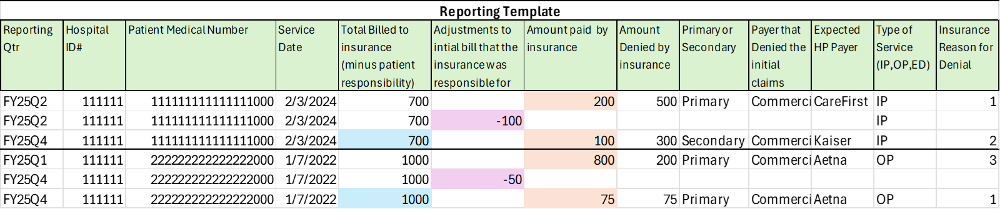 Reporting Template
Reporting Qtr Hospital ID# Patient Medical Number Service Date Total Billed to insurance (minus patient responsibility) Adjustments to intial bill that the insurance was responsible for Amount paid by insurance Amount Denied by insurance Primary or Secondary Payer that Denied the initial claims Expected HP Payer Type of Service (IP,OP,ED) Insurance Reason for Denial
FY25Q2 111111 111111111111111000 2/3/2024 700 200 500 Primary Commerci CareFirst IP 1
FY25Q2 111111 111111111111111000 2/3/2024 700 -100 IP
FY25Q4 111111 111111111111111000 2/3/2024 700 100 300 Secondary Commerci Kaiser IP 2
FY25Q1 111111 222222222222222000 1/7/2022 1000 800 200 Primary Commerci Aetna OP 3
FY25Q4 111111 222222222222222000 1/7/2022 1000 -50
FY25Q4 111111 222222222222222000 1/7/2022 1000 75 75 Primary Commerci Aetna OP 1